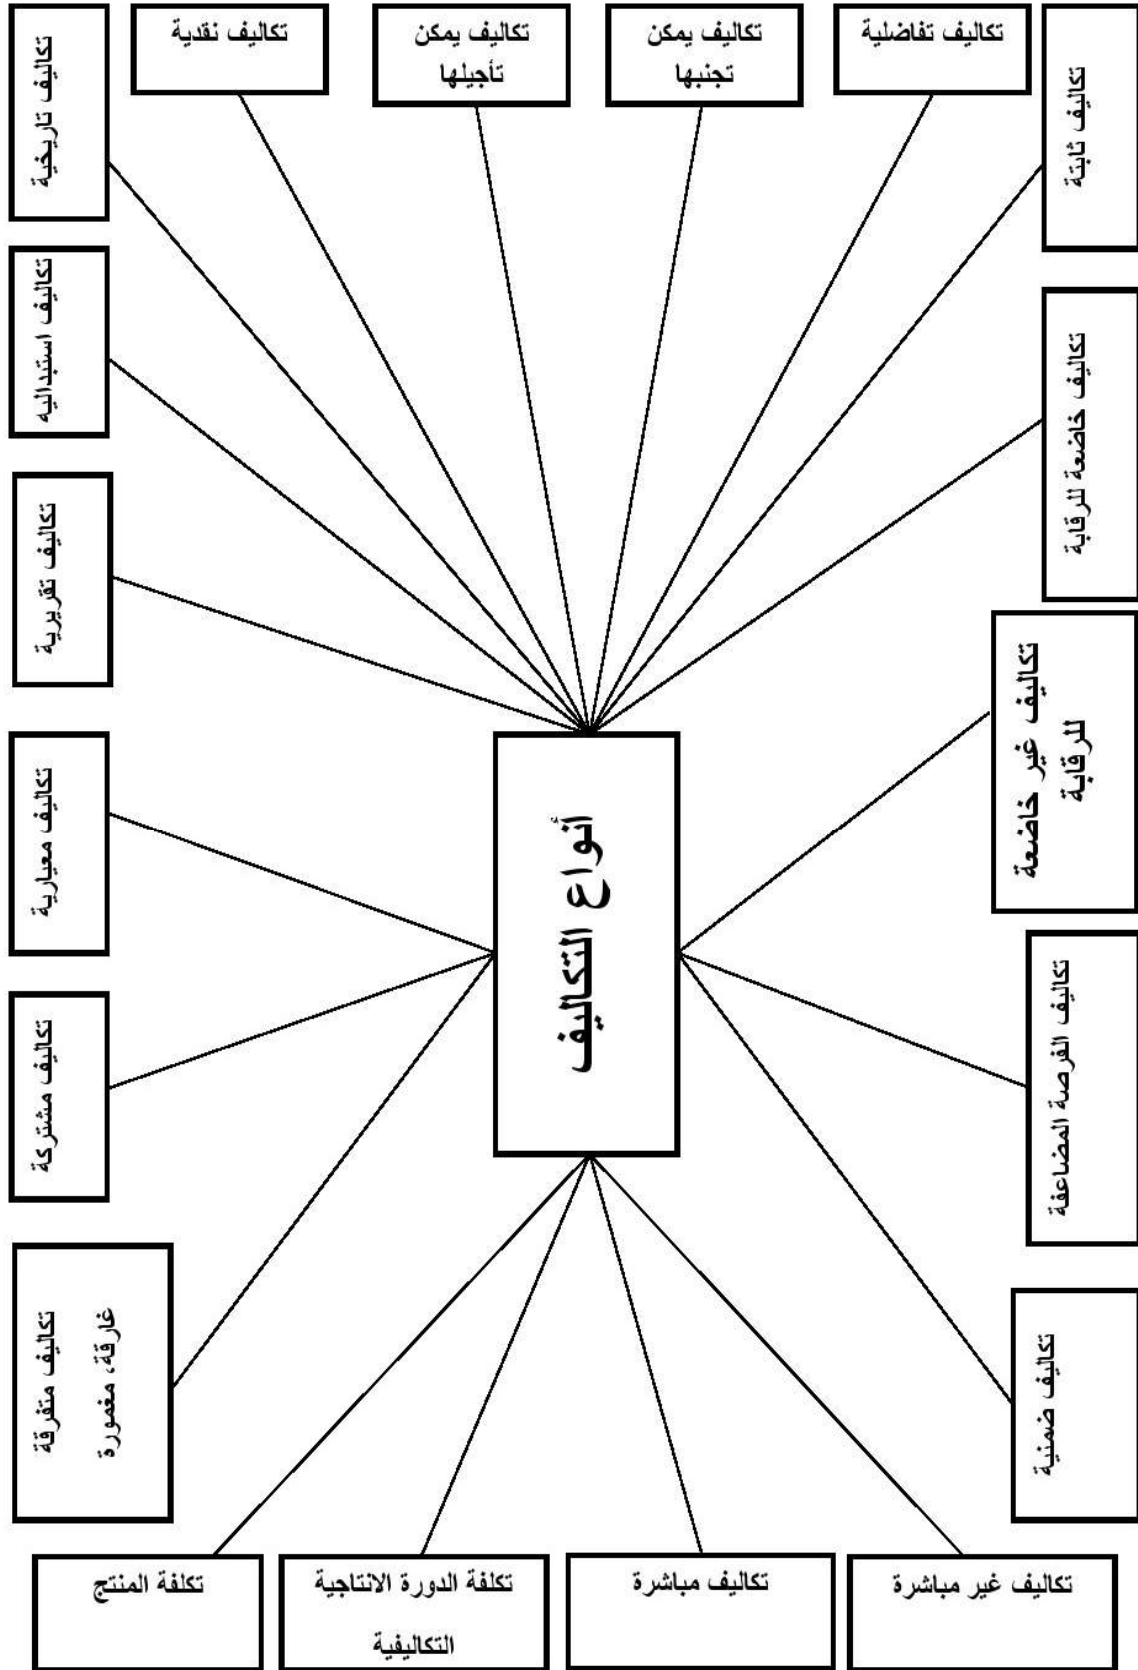 تكاليف تفاضلية
تكاليف يمكن
تجنبها
تكاليف يمكن
تأجيلها
تكاليف نقدية
تكاليف تاريخية
تكاليف استبداليه
تكاليف تقريرية
تكاليف معيارية
تكاليف مشتركة
تكاليف متفرقة
غارقة، مغمورة
تكاليف ثابتة
تكاليف خاضعة للرقابة
تكاليف غير خاضعة
للرقابة
تكاليف الفرصة المضاعفة
تكاليف ضمنية
أنواع التكاليف
تكاليف غير مباشرة
تكاليف مباشرة
تكلفة الدورة الانتاجية
التكاليفية
تكلفة المنتج